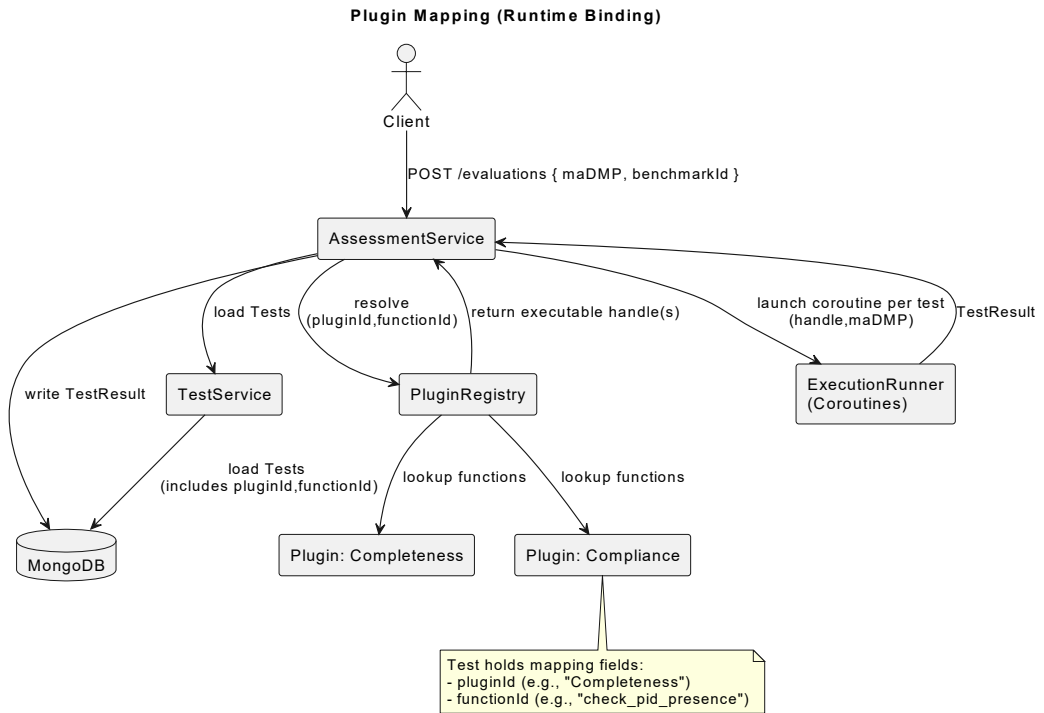 Plugin Mapping (Runtime Binding)
Client
POST /evaluations { maDMP, benchmarkId }
AssessmentService
load Tests
resolve
(pluginId,functionId)
return executable handle(s)
launch coroutine per test
(handle,maDMP)
TestResult
write TestResult
TestService
PluginRegistry
ExecutionRunner
(Coroutines)
load Tests
(includes pluginId,functionId)
lookup functions
lookup functions
MongoDB
Plugin: Completeness
Plugin: Compliance
Test holds mapping fields:
- pluginId (e.g., "Completeness")
- functionId (e.g., "check_pid_presence")